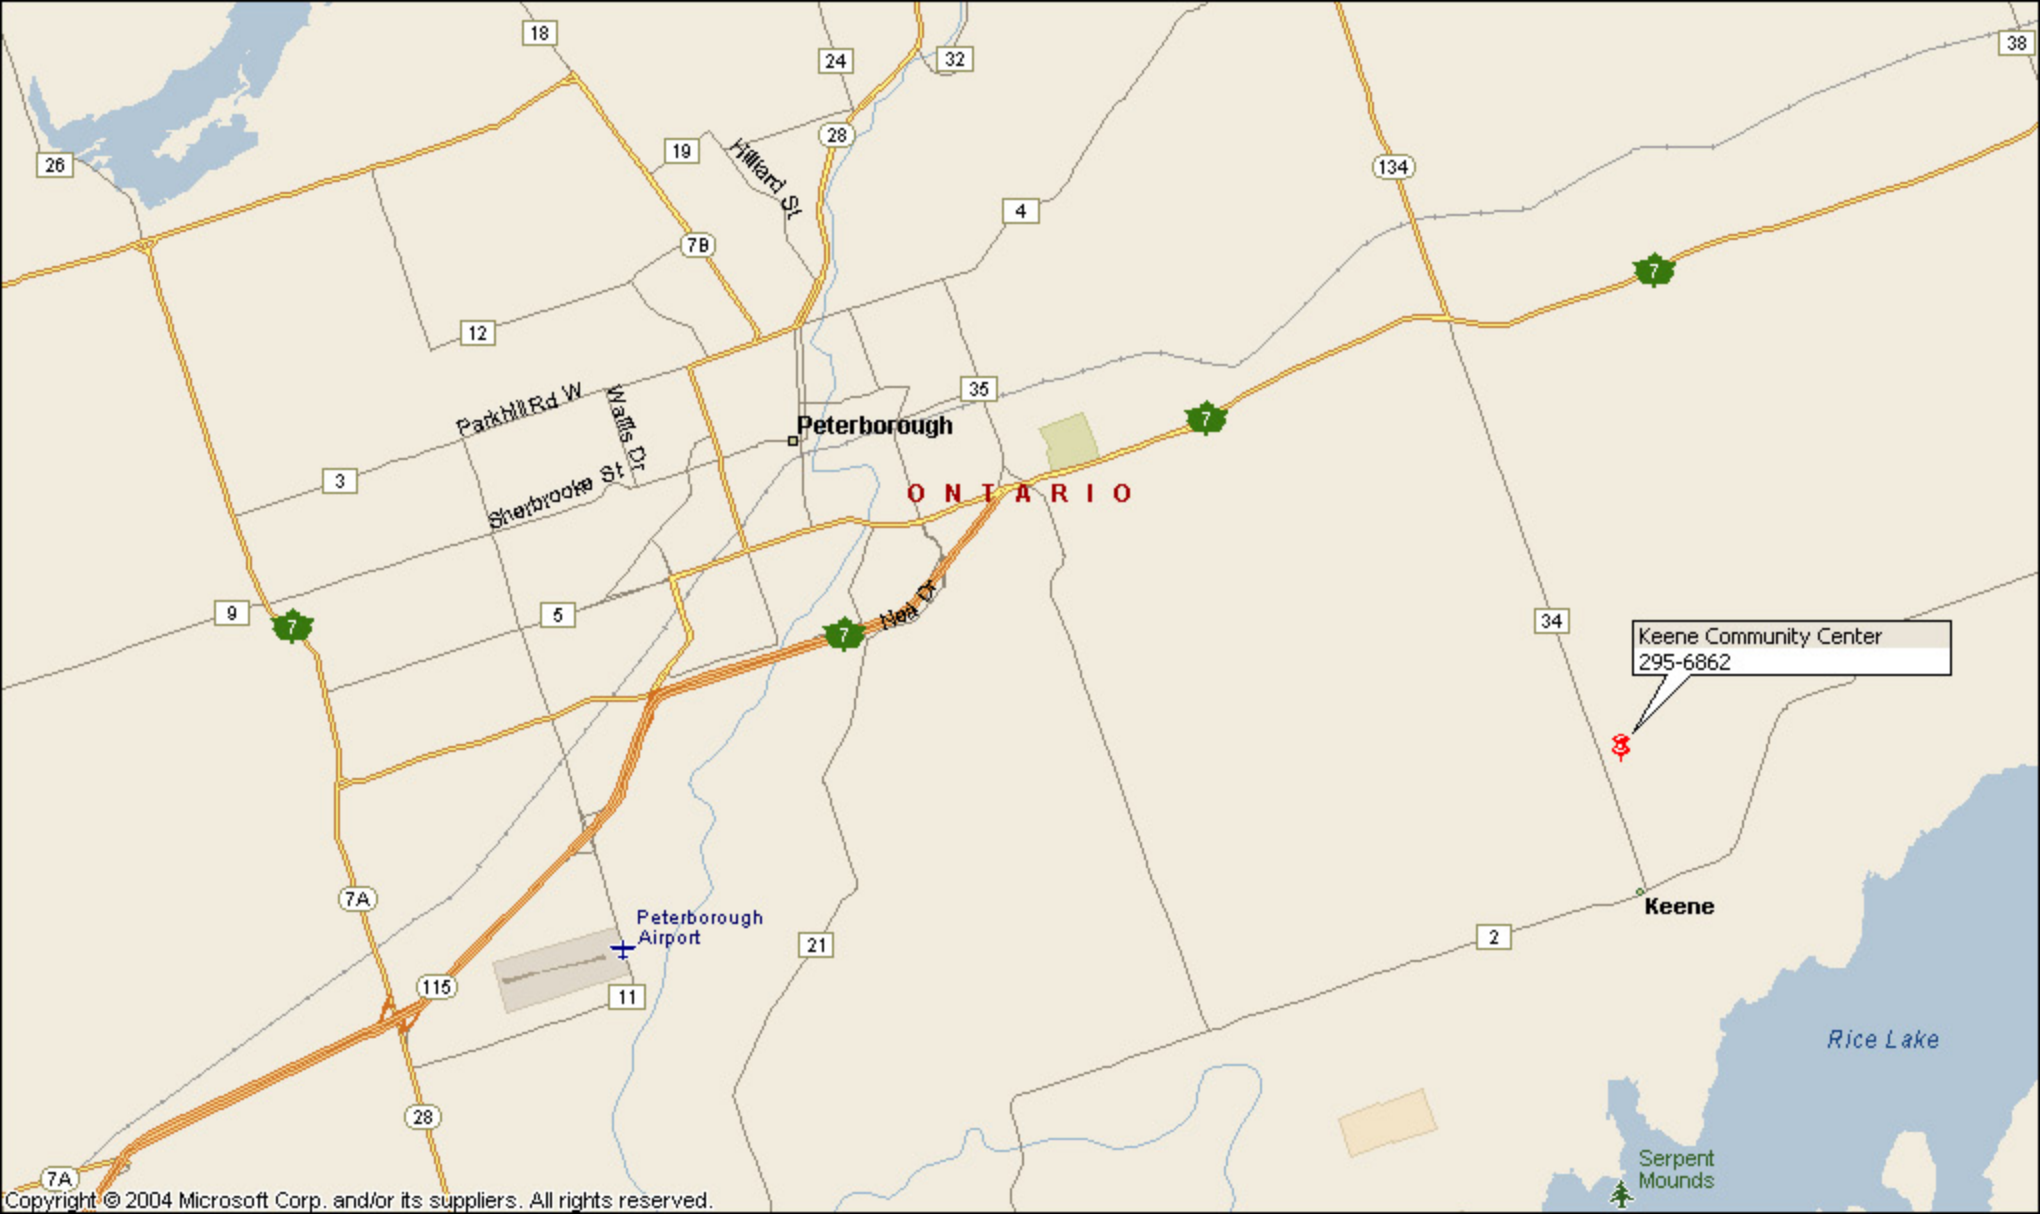 18
24
32
38
26
19
28
Hilliard St
134
4
7B
7
12
35
Parkhill Rd W
Wallis Dr
Peterborough
7
3
Sherbrooke St
ONTARIO
9
7
5
Neal Dr
7
34
Keene Community Center
295-6862
7A
Keene
Peterborough
Airport
2
21
115
11
Rice Lake
28
Serpent
Mounds
7A
Copyright © 2004 Microsoft Corp. and/or its suppliers. All rights reserved.